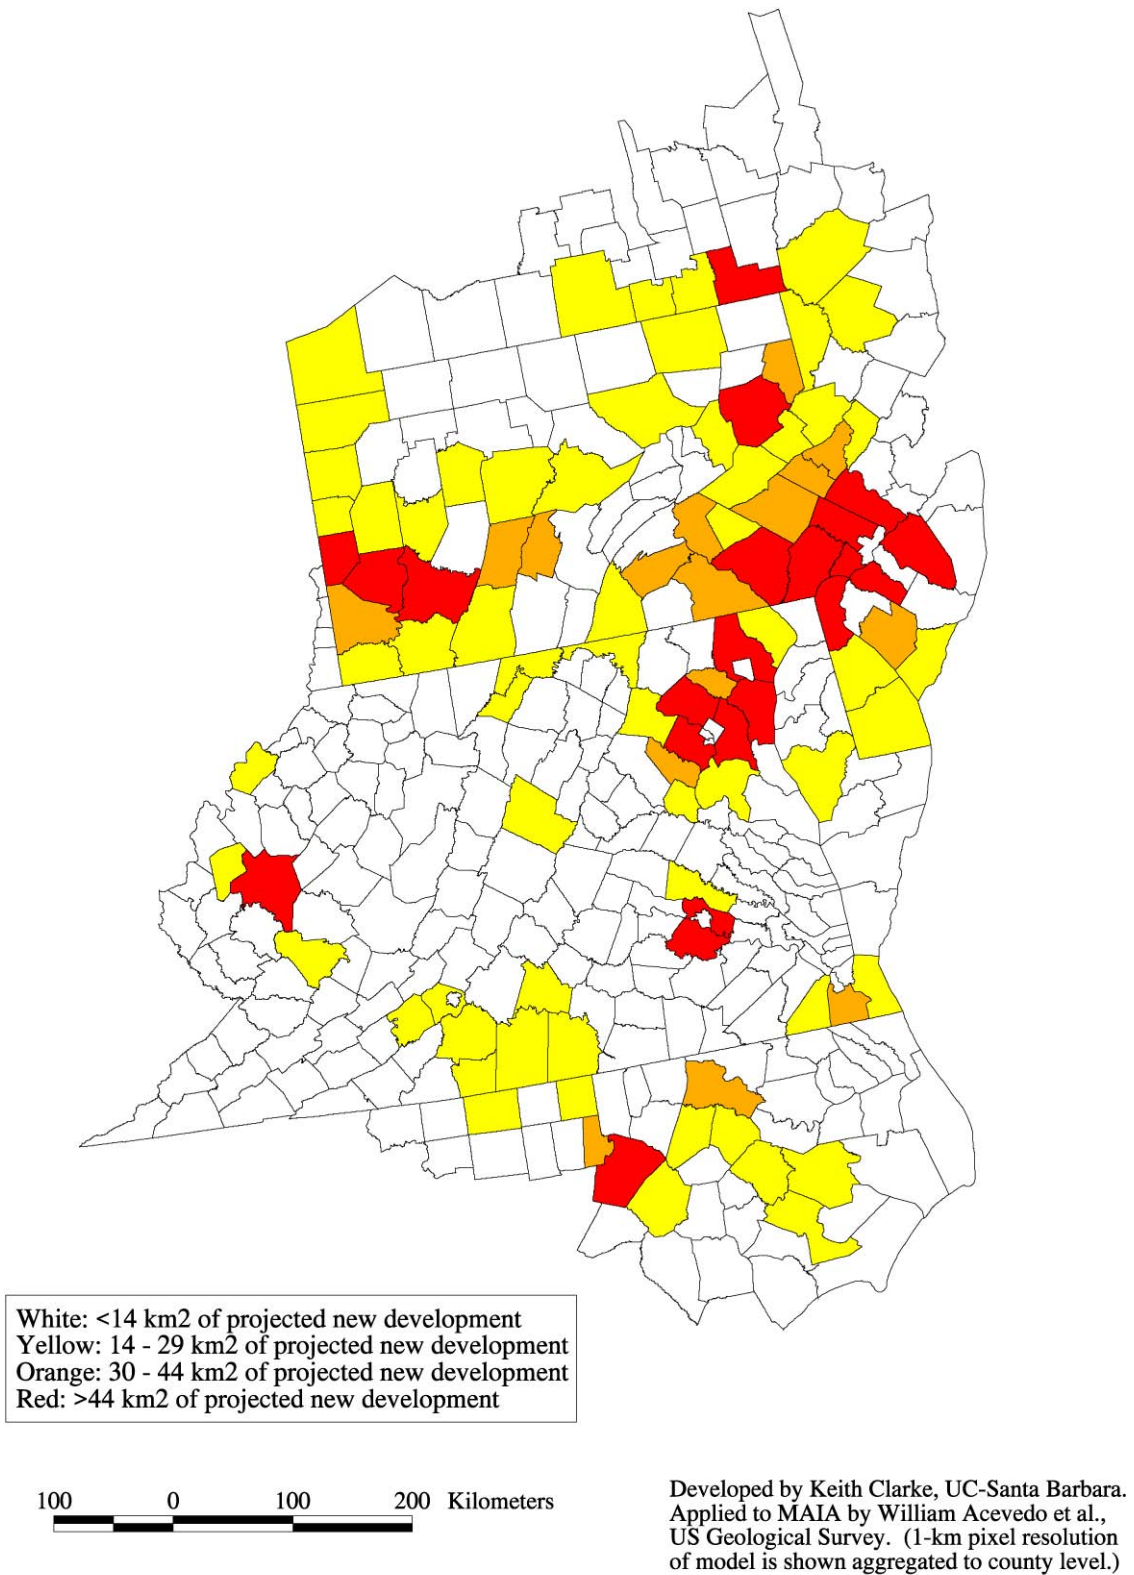 White: <14 km2 of projected new development
Yellow: 14 - 29 km2 of projected new development
Orange: 30 - 44 km2 of projected new development
Red: >44 km2 of projected new development
100 0 100 200 Kilometers
Developed by Keith Clarke, UC-Santa Barbara.
Applied to MAIA by William Acevedo et al.,
US Geological Survey. (1-km pixel resolution
of model is shown aggregated to county level.)